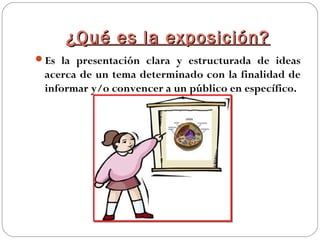 ¿Qué es la exposición?
Es la presentación clara y estructurada de ideas
acerca de un tema determinado con la finalidad de
informar y/o convencer a un público en específico.